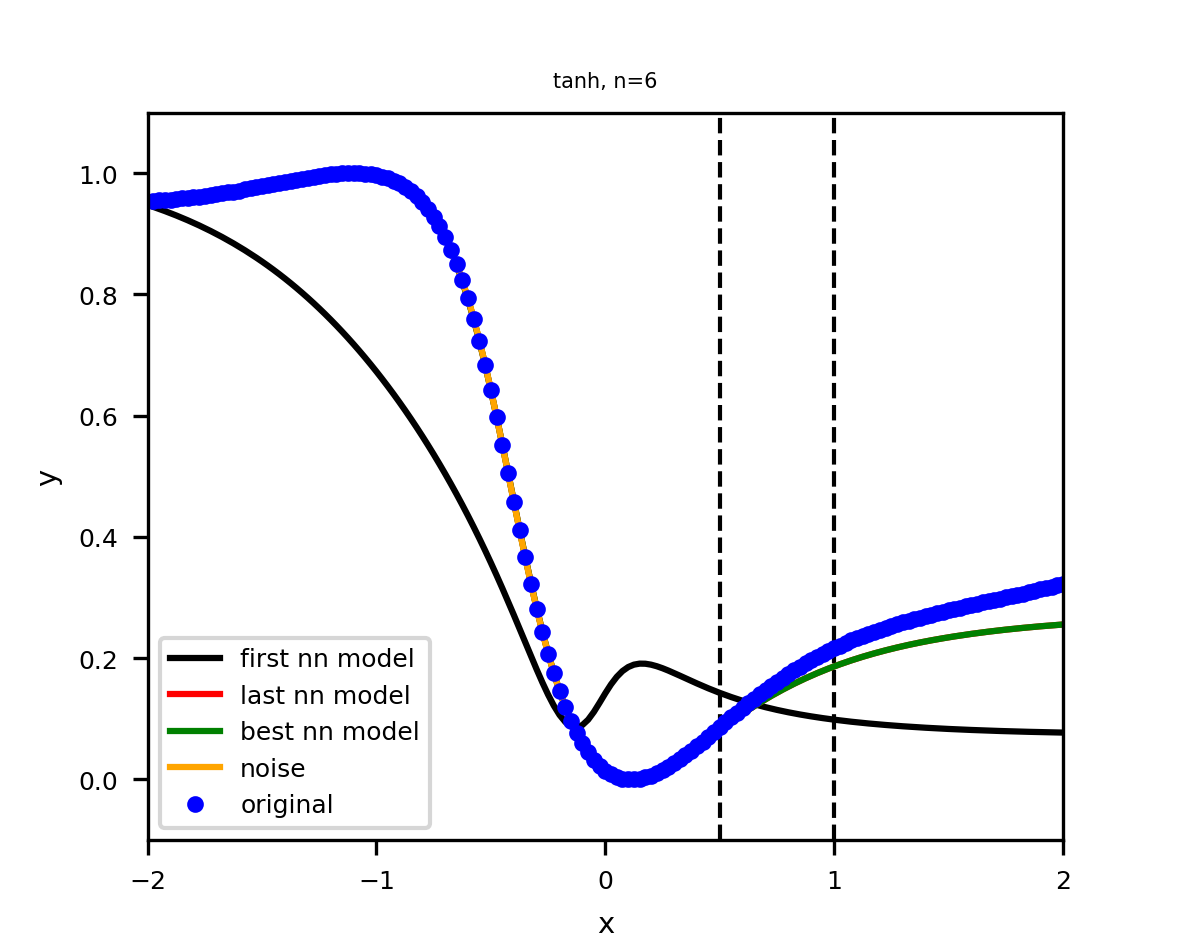 tanh, n=6
1.0
0.8
0.6
0.4
0.2
0.0
y
first nn model
last nn model
best nn model
noise
original
−2
−1
0
1
2
x